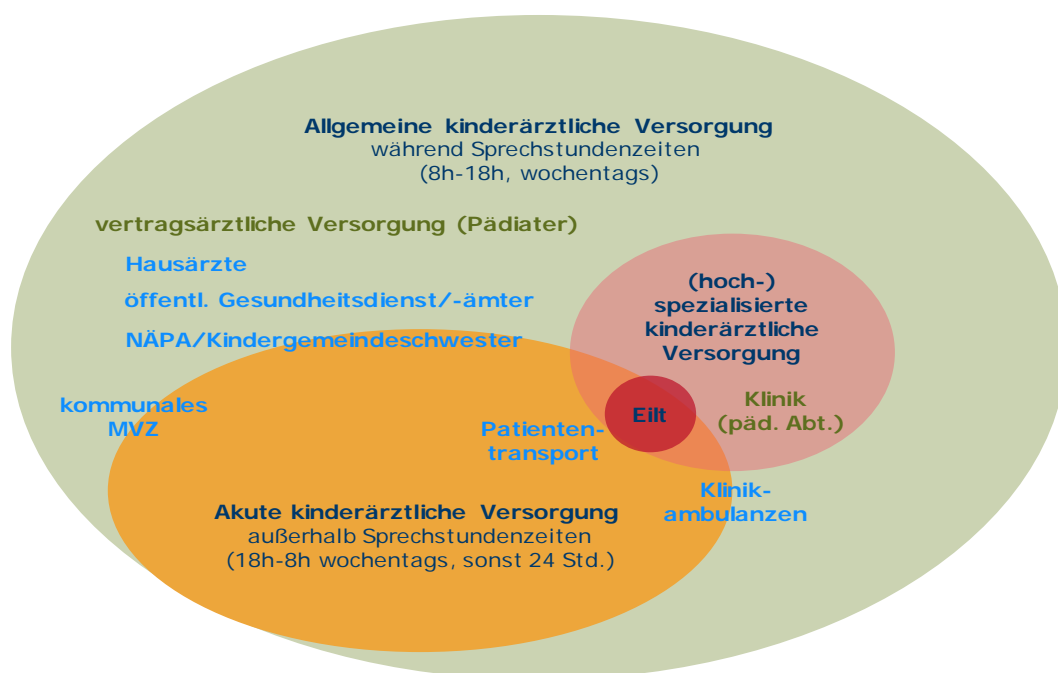 Allgemeine kinderärztliche Versorgung
während Sprechstundenzeiten
(8h-18h, wochentags)
vertragsärztliche Versorgung (Pädiater)
Hausärzte
öffentl. Gesundheitsdienst/-ämter
NÄPA/Kindergemeindeschwester
(hoch-)
spezialisierte
kinderärztliche
Versorgung
kommunales
MVZ
Eilt
Klinik
(päd. Abt.)
Patienten-
transport
Klinik-
ambulanzen
Akute kinderärztliche Versorgung
außerhalb Sprechstundenzeiten
(18h-8h wochentags, sonst 24 Std.)